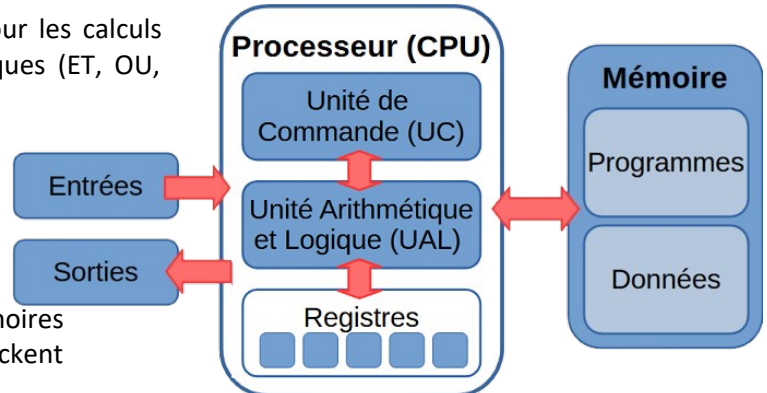 our les calculs
ques (ET, OU,
Processeur (CPU)
Unité de
Commande (UC)
Unité Arithmétique
et Logique (UAL)
Registres
Entrées
Sorties
Mémoire
Programmes
Données
noires
ckent